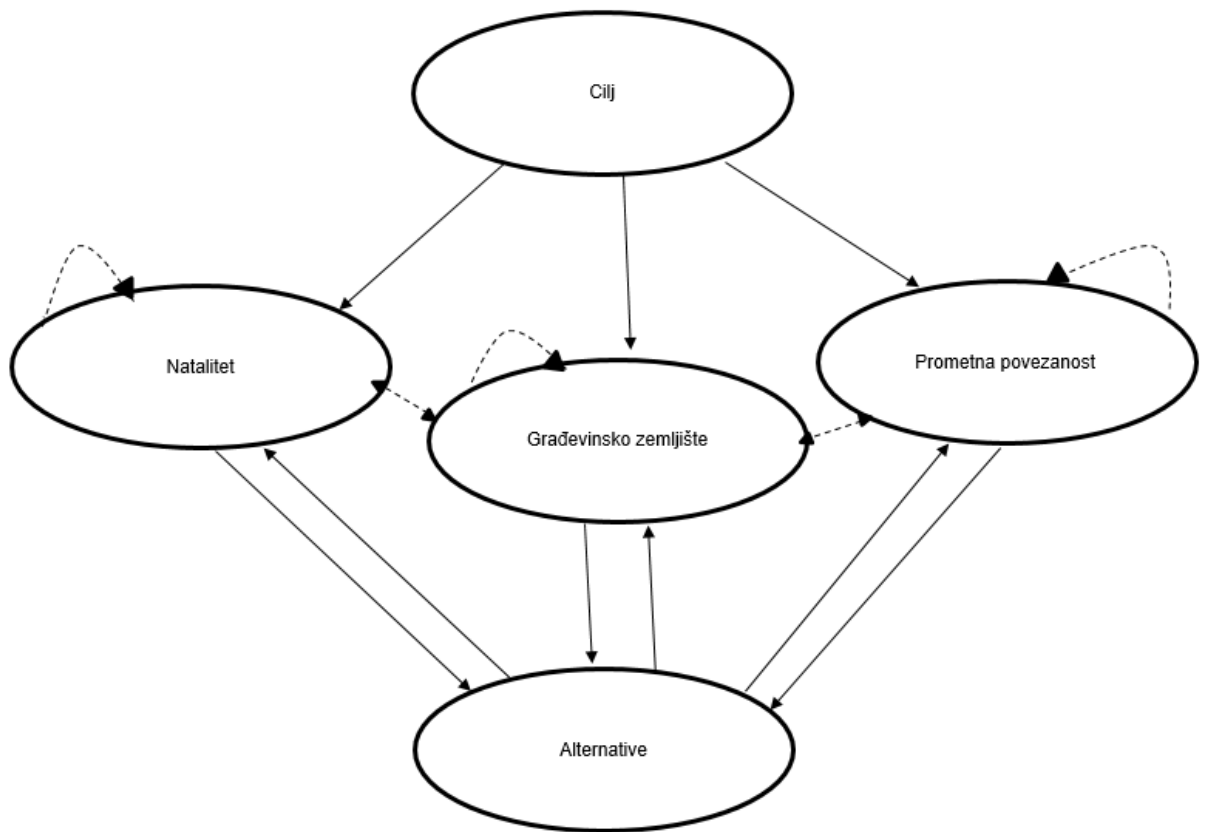 Cilj
Natalitet
Prometna povezanost
Građevinsko zemljište
Alternative